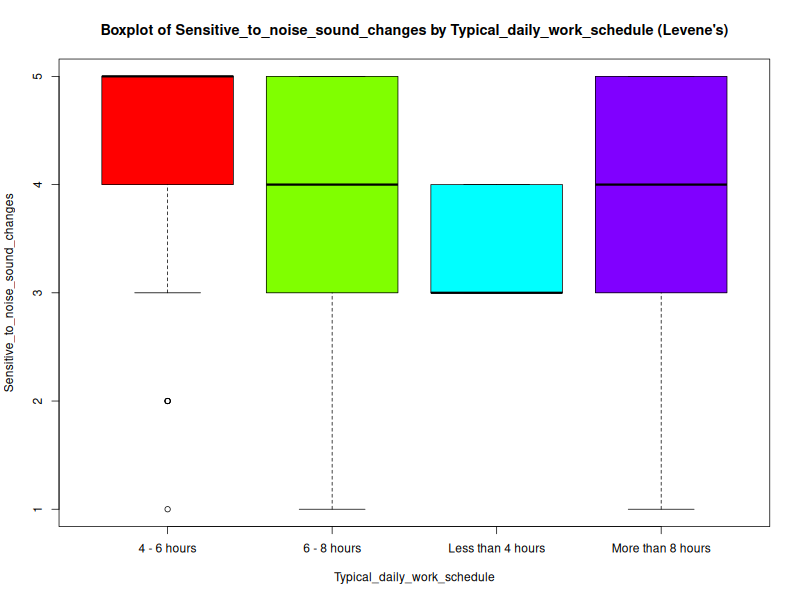 Boxplot of Sensitive_to_noise_sound_changes by Typical_daily_work_schedule (Levene's)
Sensitive_to_noise_sound_changes
5
4
3
2
1
4 - 6 hours
6 - 8 hours
Less than 4 hours
More than 8 hours
Typical_daily_work_schedule